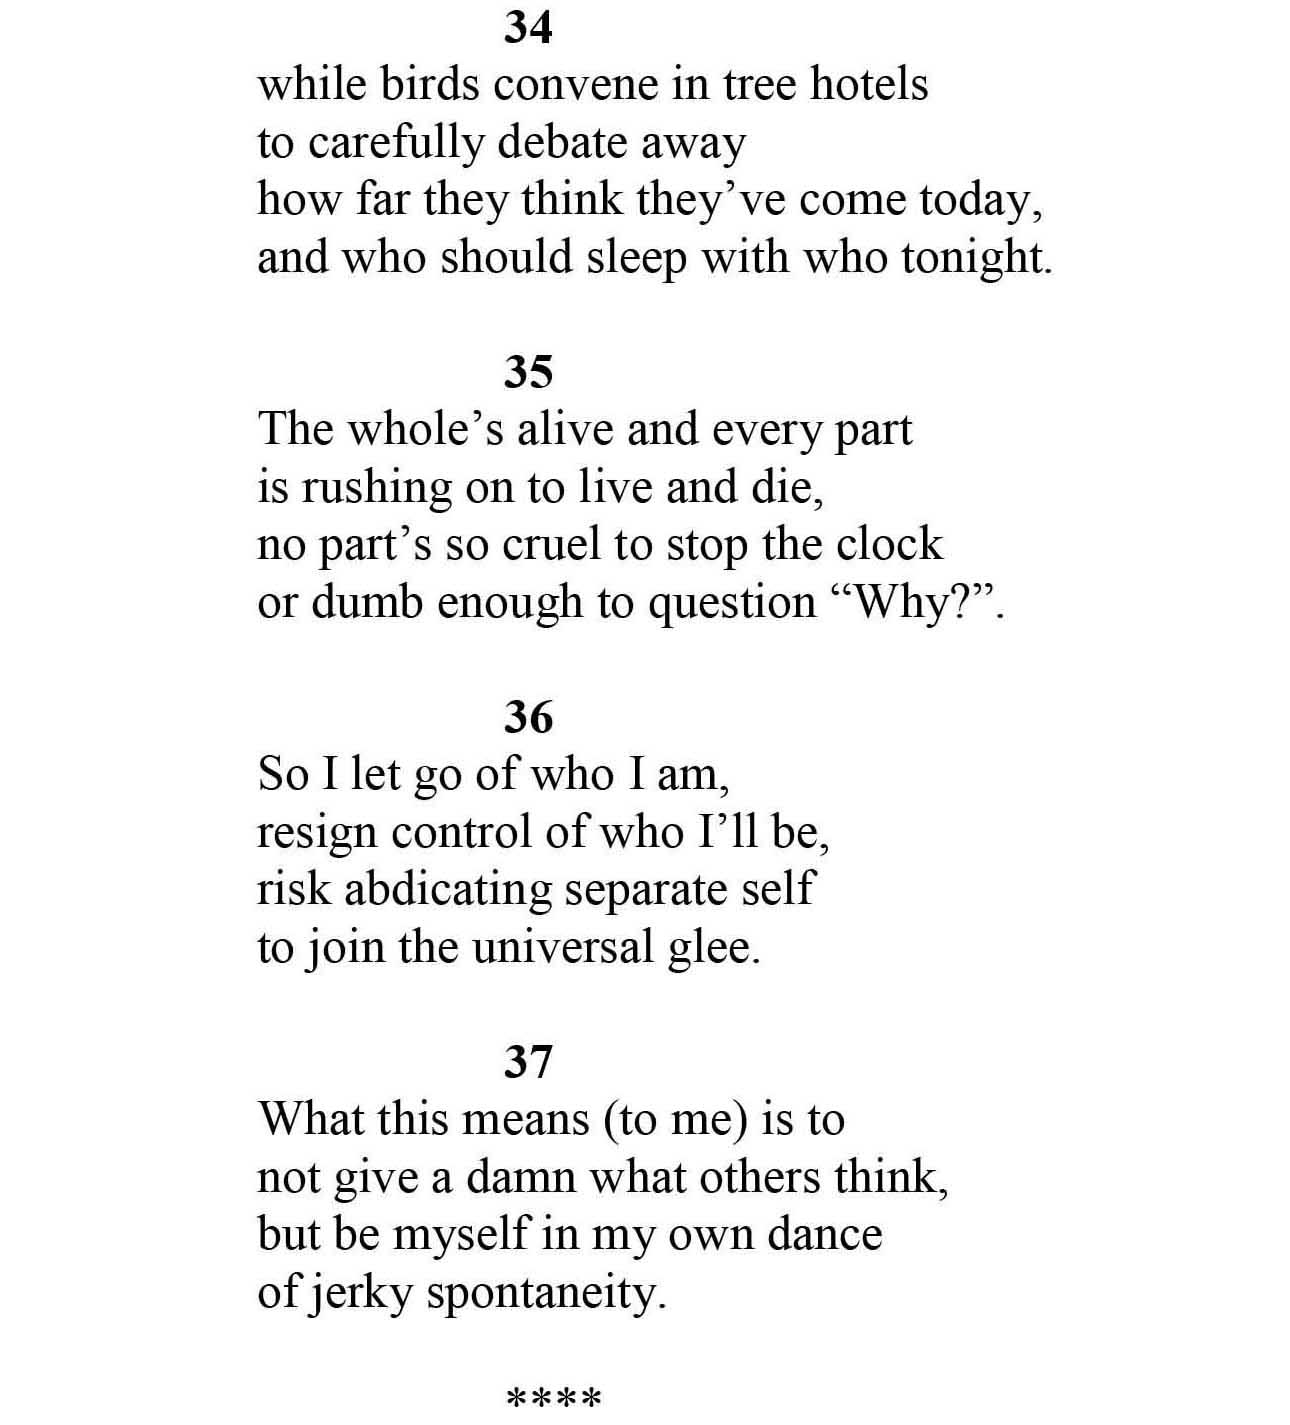 34
while birds convene in tree hotels
to carefully debate away
how far they think they’ve come today,
and who should sleep with who tonight.
35
The whole’s alive and every part
is rushing on to live and die,
no part’s so cruel to stop the clock
or dumb enough to question “Why?”.
36
So I let go of who I am,
resign control of who I’ll be,
risk abdicating separate self
to join the universal glee.
37
What this means (to me) is to
not give a damn what others think,
but be myself in my own dance
of jerky spontaneity.
****